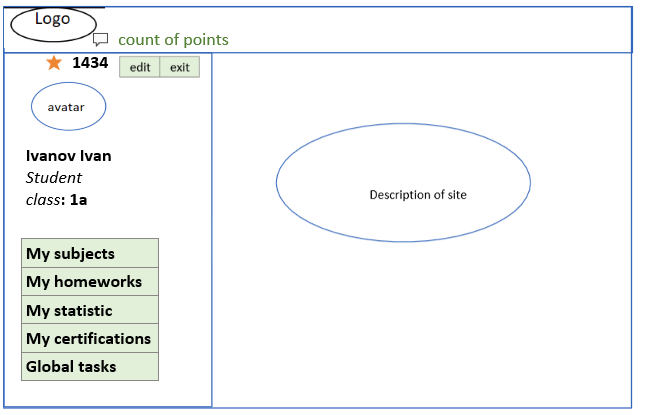 Logo
count of points
1434
edit exit
avatar
Ivanov Ivan
Student
class: 1a
Description of site
My subjects
My homeworks
My statistic
My certifications
Global tasks